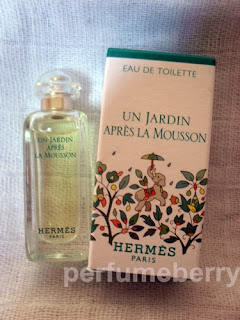 UN JARDIN
APRÈS
LA MOUSSON
HERMÈS
PARIS
EAU DE TOILETTE
UN JARDIN
APRÈS LA MOUSSON
HERMÈS
PARIS
perfumeberry